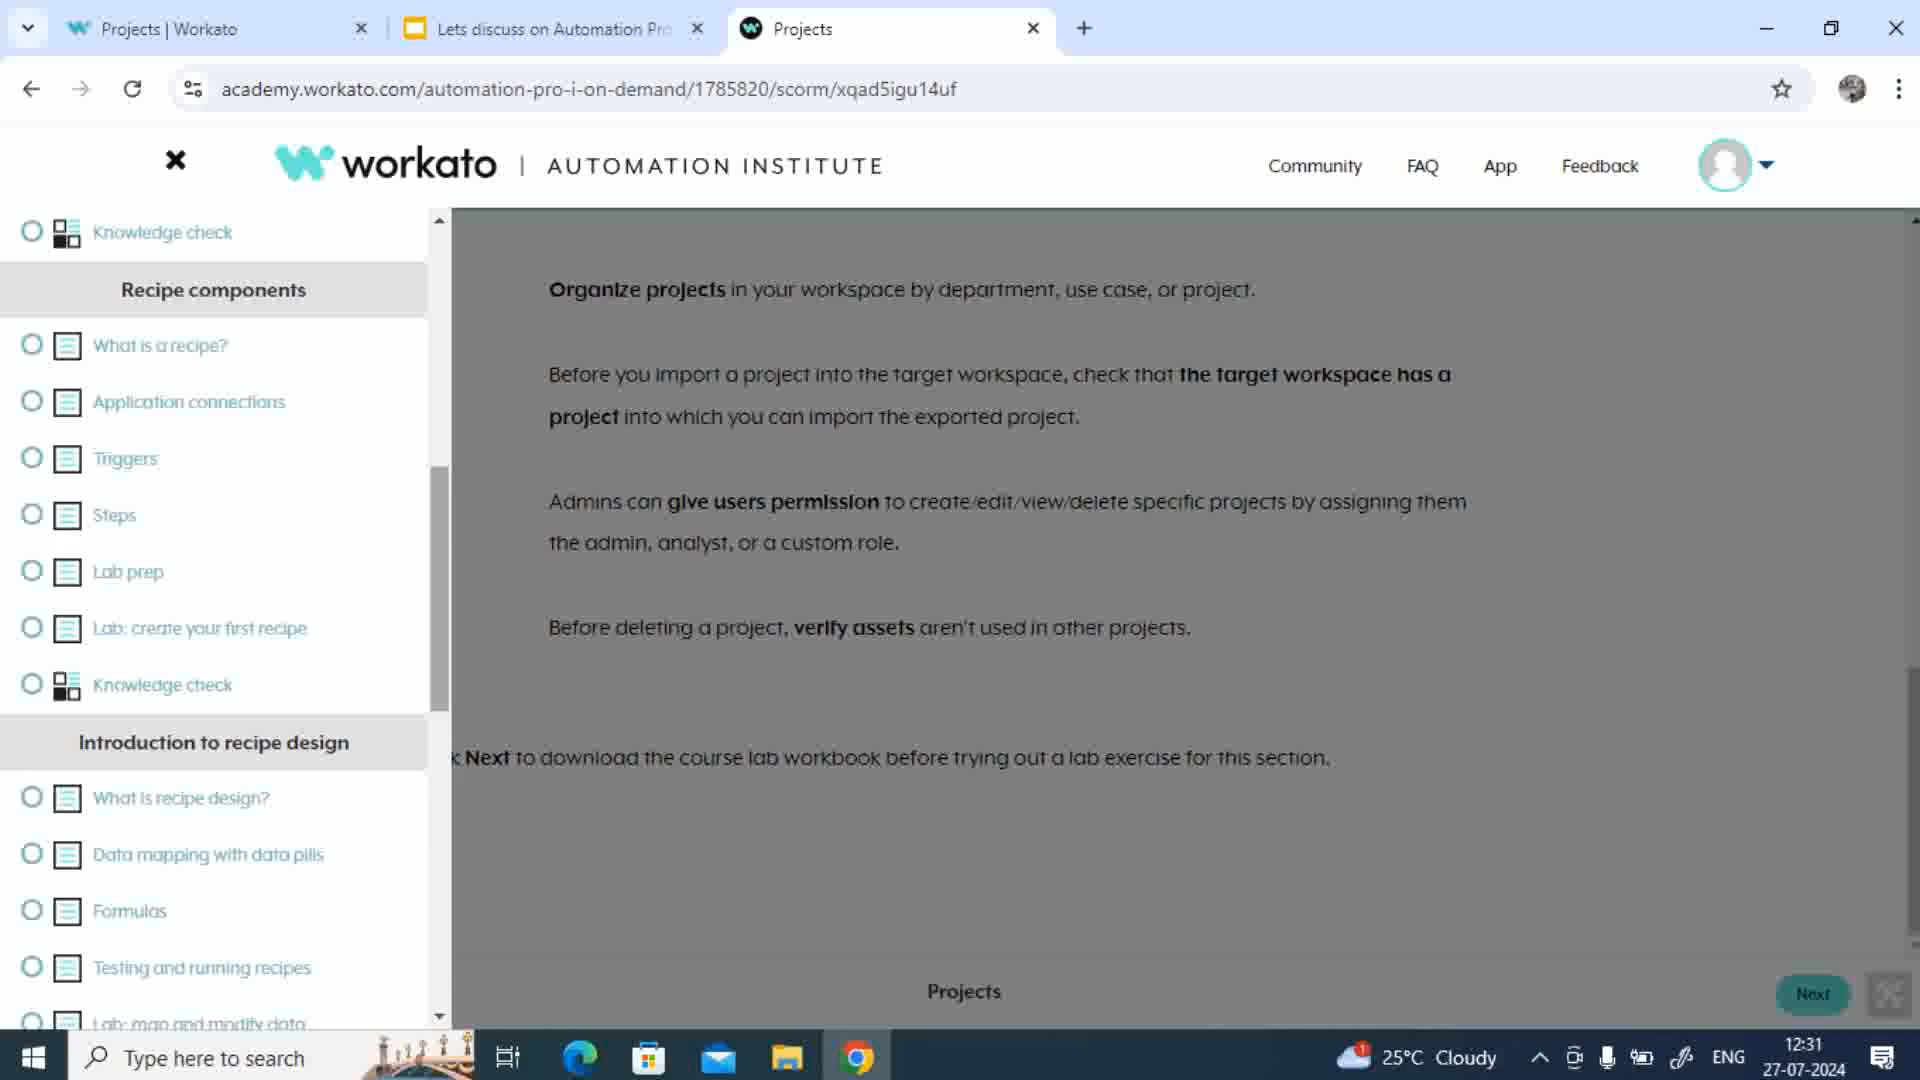 Projects | Workato
Lets discuss on Automation Pro
Projects
academy.workato.com/automation-pro-i-on-demand/1785820/scorm/xqad5igu14uf
workato | AUTOMATION INSTITUTE
Community
FAQ
App
Feedback
Knowledge check
Recipe components
What is a recipe?
Application connections
Triggers
Steps
Lab prep
Lab: create your first recipe
Knowledge check
Introduction to recipe design
What is recipe design?
Data mapping with data pills
Formulas
Testing and running recipes
Lab: map and modify data
Organize projects in your workspace by department, use case, or project.
Before you import a project into the target workspace, check that the target workspace has a
project into which you can import the exported project.
Admins can give users permission to create/edit/view/delete specific projects by assigning them
the admin, analyst, or a custom role.
Before deleting a project, verify assets aren't used in other projects.
k Next to download the course lab workbook before trying out a lab exercise for this section.
Projects
Next
Type here to search
1
25°C Cloudy
ENG
12:31
27-07-2024